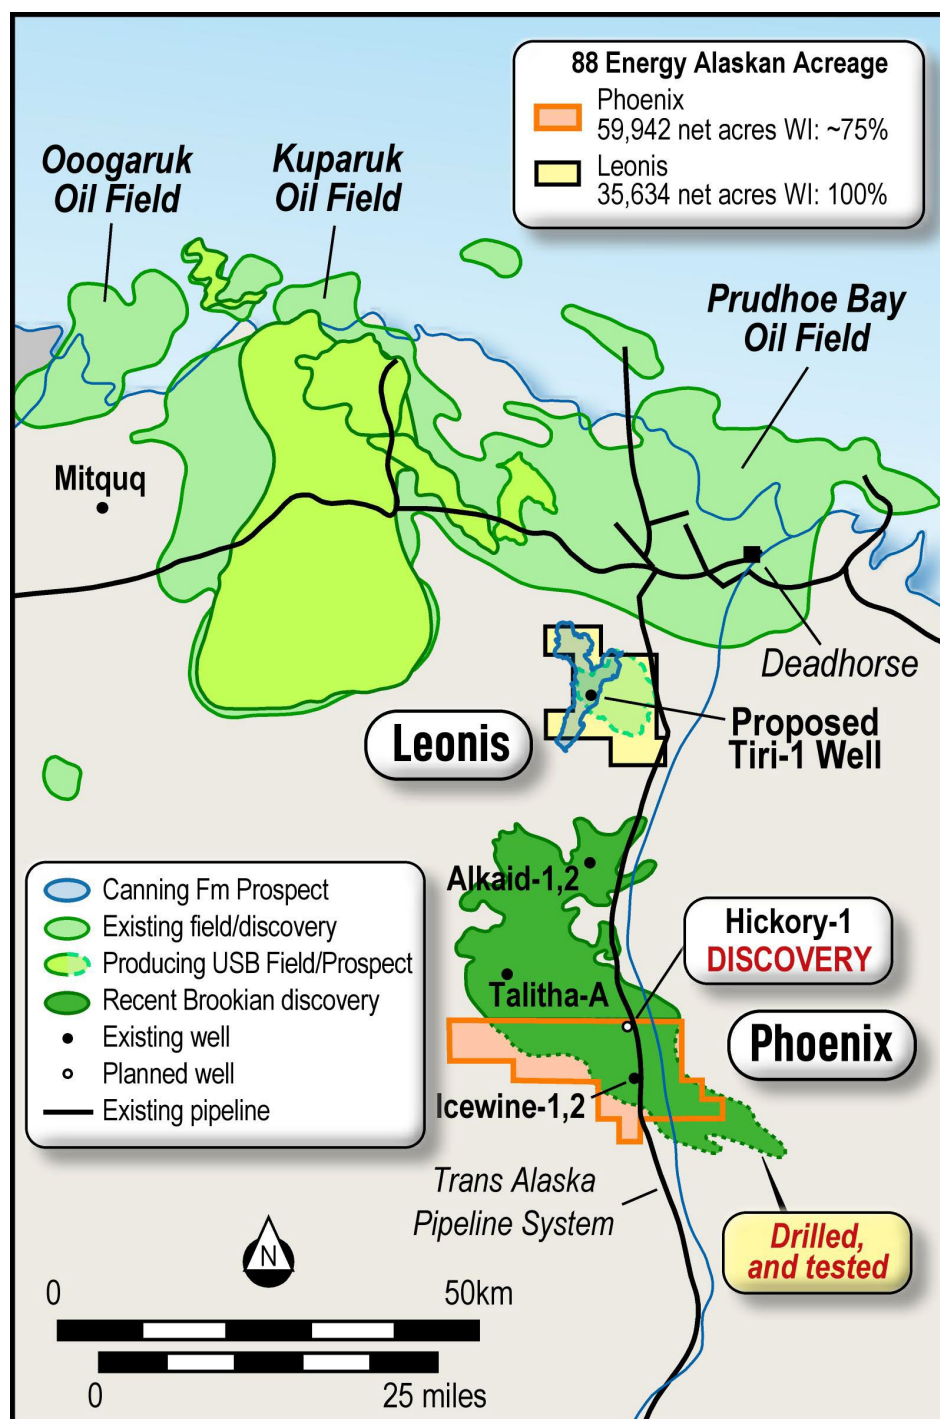 88 Energy Alaskan Acreage
Phoenix
59,942 net acres WI: ~75%
Leonis
35,634 net acres WI: 100%
Ooogaruk
Oil Field
Kuparuk
Oil Field
Prudhoe Bay
Oil Field
Mitquq
Deadhorse
Proposed
Tiri-1 Well
Leonis
Alkaid-1,2
Canning Fm Prospect
Existing field/discovery
Producing USB Field/Prospect
Recent Brookian discovery
Existing well
Planned well
Existing pipeline
Hickory-1
DISCOVERY
Talitha-A
Phoenix
Icewine-1,2
Trans Alaska
Pipeline System
Drilled,
and tested
N
0 50km
0 25 miles